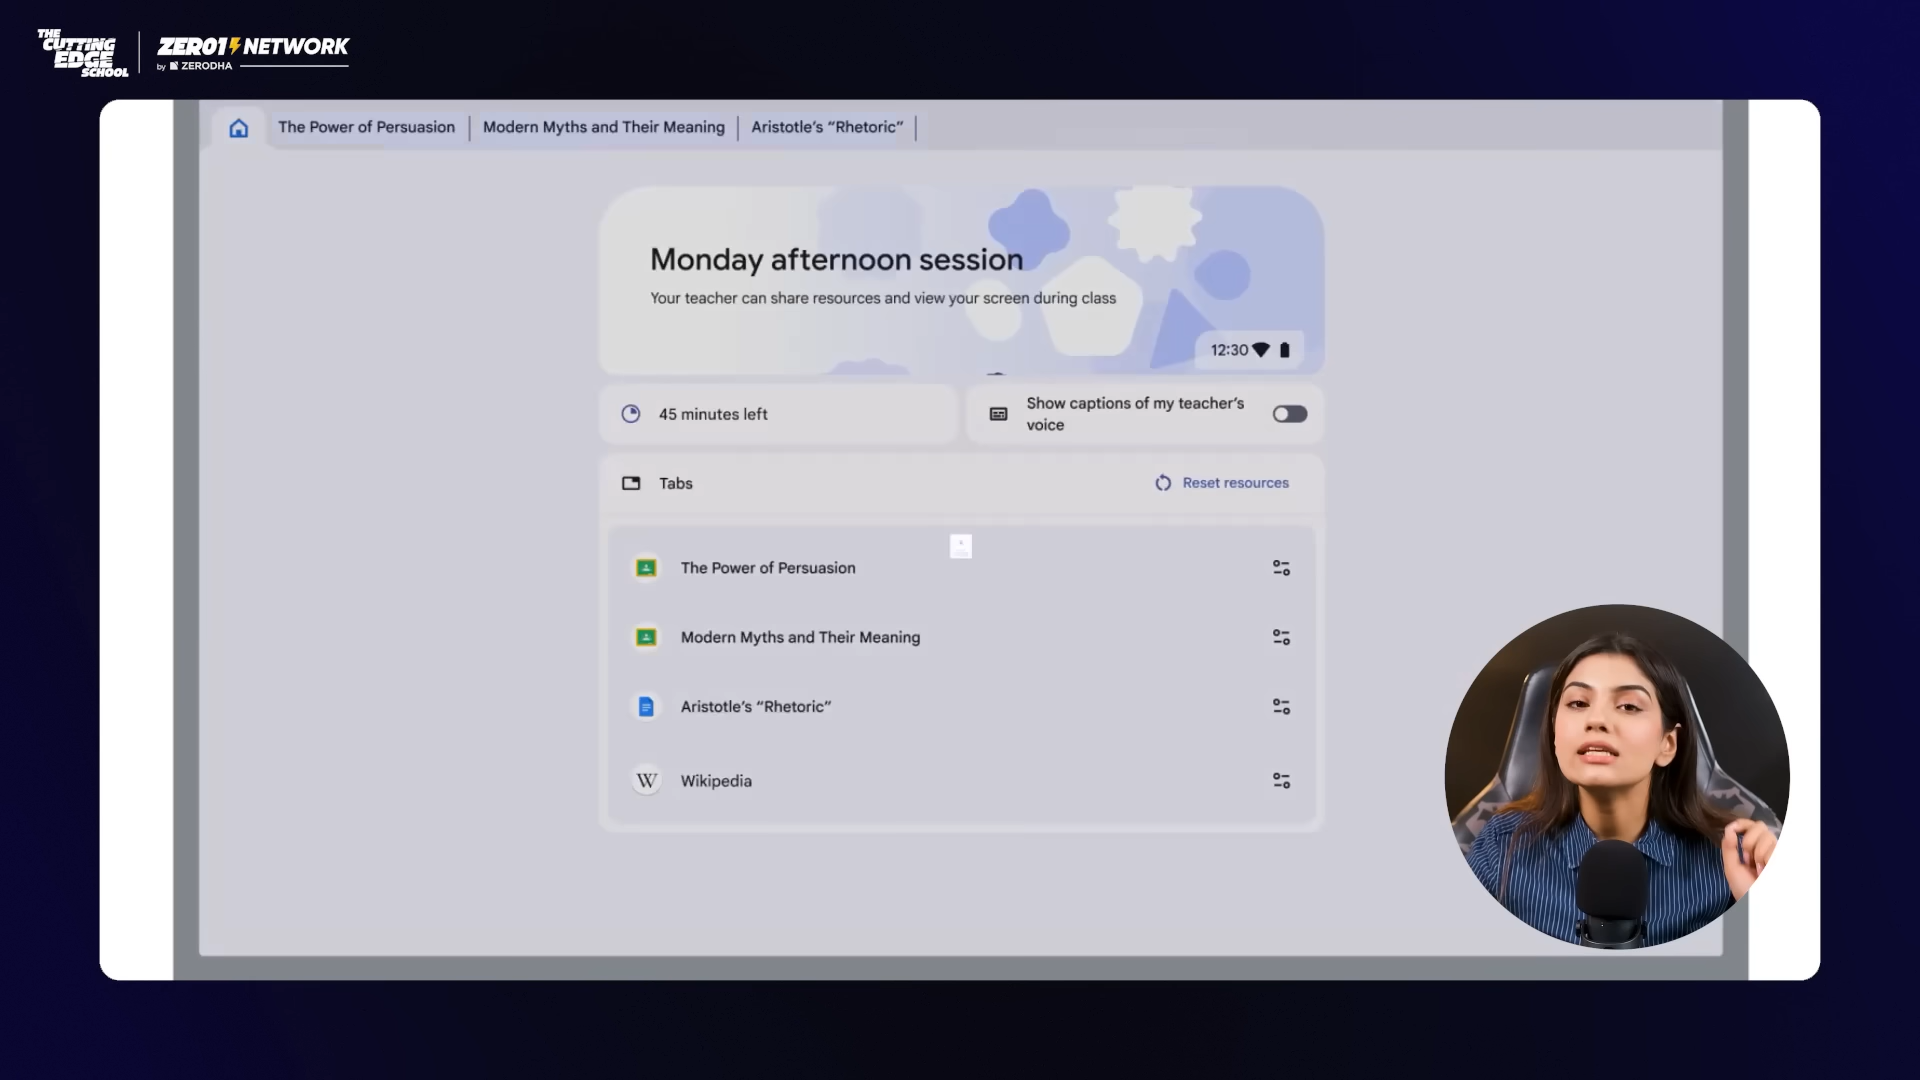 THE
CUTTING
EDGE
SCHOOL
ZERO1 NETWORK
by ZERODHA
The Power of Persuasion
Modern Myths and Their Meaning
Aristotle’s “Rhetoric”
Monday afternoon session
Your teacher can share resources and view your screen during class
12:30
45 minutes left
Show captions of my teacher’s
voice
Tabs
Reset resources
The Power of Persuasion
Modern Myths and Their Meaning
Aristotle’s “Rhetoric”
W
Wikipedia